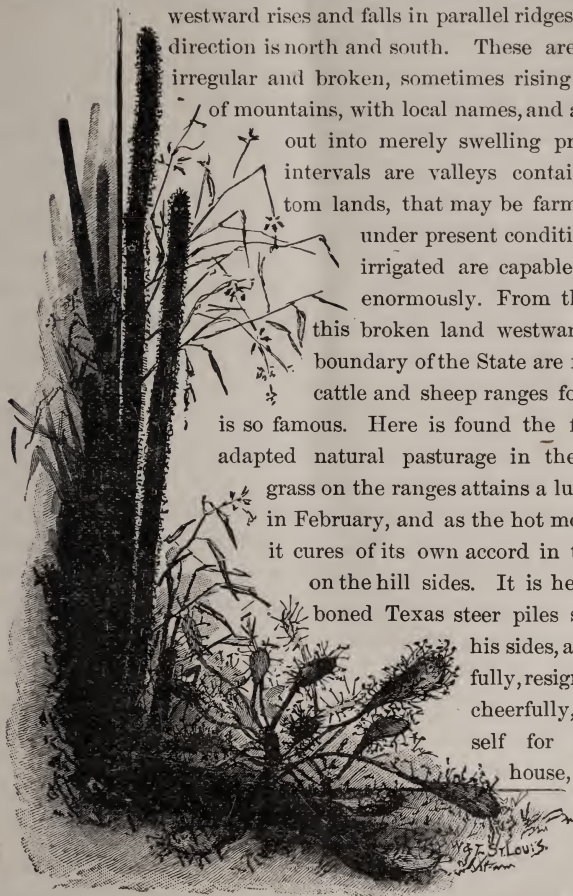 westward rises and falls in parallel ridges
direction is north and south. These are
irregular and broken, sometimes rising
of mountains, with local names, and a
out into merely swelling pr
intervals are valleys contai
tom lands, that may be farm
under present conditi
irrigated are capable
enormously. From th
this broken land westwar
boundary of the State are
cattle and sheep ranges fo
is so famous. Here is found the f
adapted natural pasturage in the
grass on the ranges attains a lu
in February, and as the hot mo
it cures of its own accord in t
on the hill sides. It is he
boned Texas steer piles s
his sides, a
fully, resign
cheerfully,
self for
house,
ST. LOUIS.